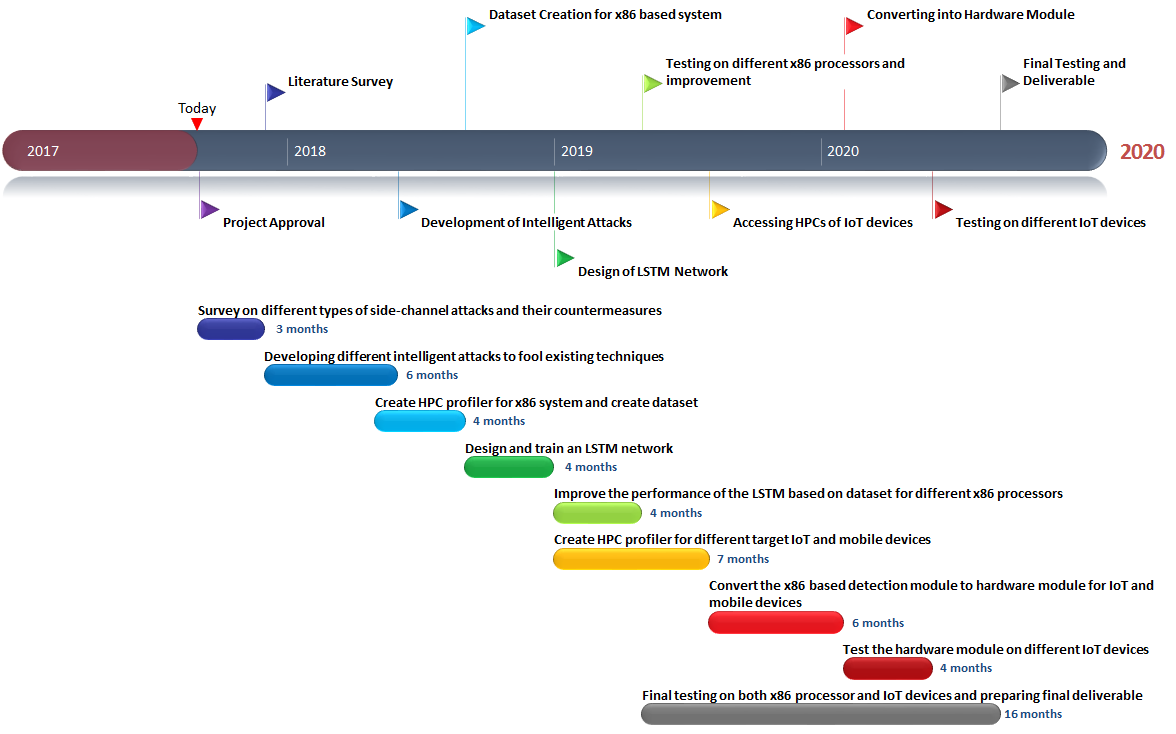 Dataset Creation for x86 based system
Converting into Hardware Module
Testing on different x86 processors and
improvement
Final Testing and
Deliverable
Literature Survey
Today
2017
2018
2019
2020
2020
Project Approval
Development of Intelligent Attacks
Accessing HPCs of IoT devices
Testing on different IoT devices
Design of LSTM Network
Survey on different types of side-channel attacks and their countermeasures
3 months
Developing different intelligent attacks to fool existing techniques
6 months
Create HPC profiler for x86 system and create dataset
4 months
Design and train an LSTM network
4 months
Improve the performance of the LSTM based on dataset for different x86 processors
4 months
Create HPC profiler for different target IoT and mobile devices
7 months
Convert the x86 based detection module to hardware module for IoT and
mobile devices
6 months
Test the hardware module on different IoT devices
4 months
Final testing on both x86 processor and IoT devices and preparing final deliverable
16 months